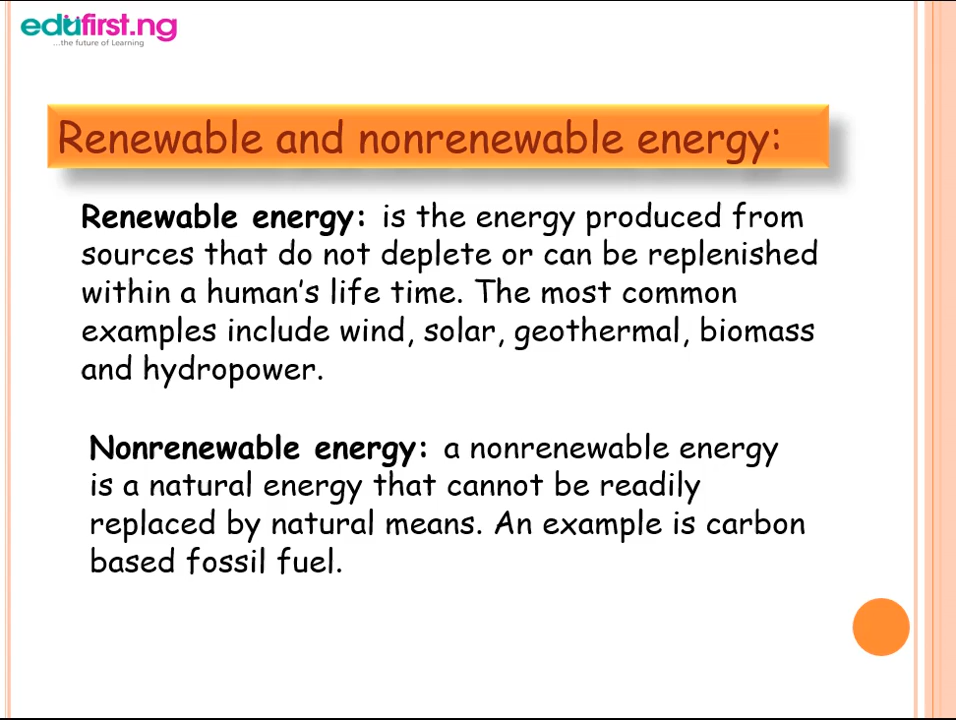 edufirst.ng
...the future of Learning
Renewable and nonrenewable energy:
Renewable energy: is the energy produced from
sources that do not deplete or can be replenished
within a human's life time. The most common
examples include wind, solar, geothermal, biomass
and hydropower.
Nonrenewable energy: a nonrenewable energy
is a natural energy that cannot be readily
replaced by natural means. An example is carbon
based fossil fuel.